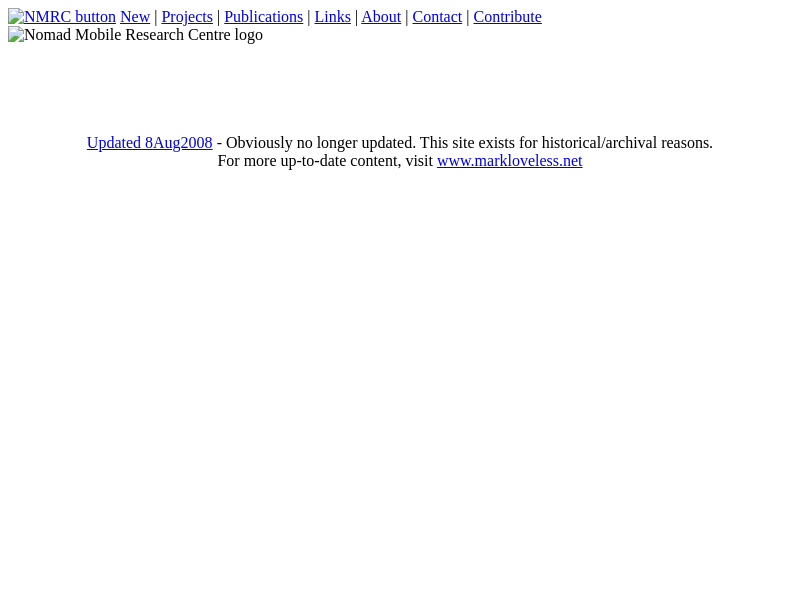 NMRC button New | Projects | Publications | Links | About | Contact | Contribute
Nomad Mobile Research Centre logo
Updated 8Aug2008 - Obviously no longer updated. This site exists for historical/archival reasons.
For more up-to-date content, visit www.markloveless.net